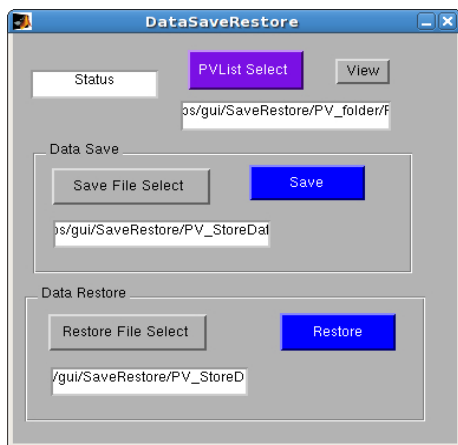 DataSaveRestore
PVList Select
View
Status
os/gui/SaveRestore/PV_folder/F
Data Save
Save File Select
Save
os/gui/SaveRestore/PV_StoreDat
Data Restore
Restore File Select
Restore
/gui/SaveRestore/PV_StoreD